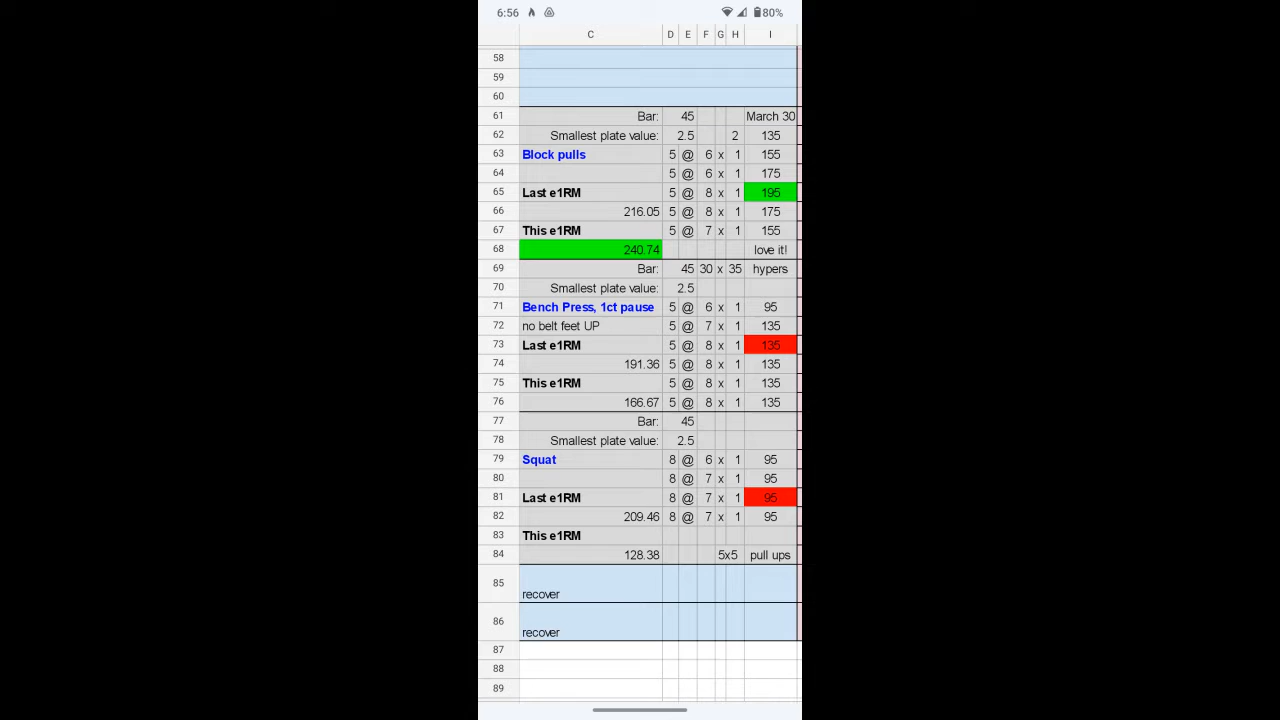 6:56 80%
C D E F G H I
58
59
60
61 Bar: 45 March 30
62 Smallest plate value: 2.5 2 135
63 Block pulls 5 @ 6 x 1 155
64 5 @ 6 x 1 175
65 Last e1RM 5 @ 8 x 1 195
66 216.05 5 @ 8 x 1 175
67 This e1RM 5 @ 7 x 1 155
68 240.74 love it!
69 Bar: 45 30 x 35 hypers
70 Smallest plate value: 2.5
71 Bench Press, 1ct pause 5 @ 6 x 1 95
72 no belt feet UP 5 @ 7 x 1 135
73 Last e1RM 5 @ 8 x 1 135
74 191.36 5 @ 8 x 1 135
75 This e1RM 5 @ 8 x 1 135
76 166.67 5 @ 8 x 1 135
77 Bar: 45
78 Smallest plate value: 2.5
79 Squat 8 @ 6 x 1 95
80 8 @ 7 x 1 95
81 Last e1RM 8 @ 7 x 1 95
82 209.46 8 @ 7 x 1 95
83 This e1RM
84 128.38 5x5 pull ups
85 recover
86 recover
87
88
89